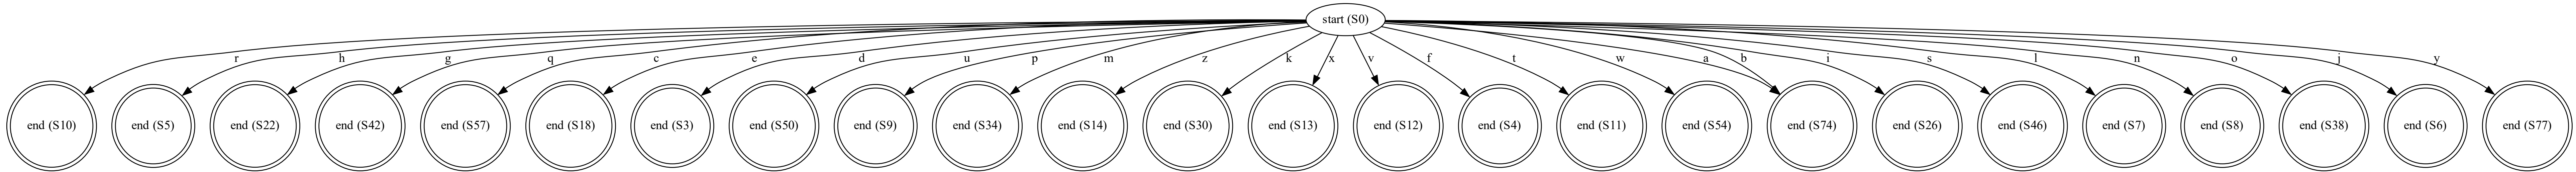 start (S0)
r h g q c e d u p m z k x v f t w a b i s l n o j y
end (S10) end (S5) end (S22) end (S42) end (S57) end (S18) end (S3) end (S50) end (S9) end (S34) end (S14) end (S30) end (S13) end (S12) end (S4) end (S11) end (S54) end (S74) end (S26) end (S46) end (S7) end (S8) end (S38) end (S6) end (S77)